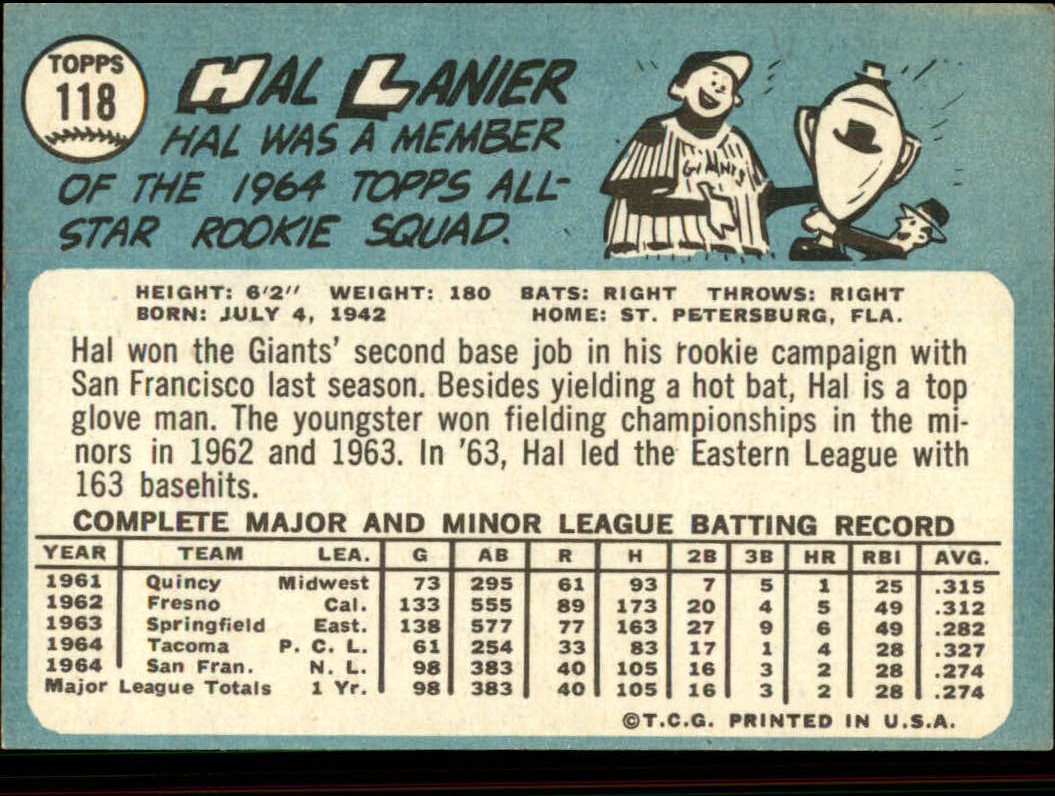 TOPPS
118
HAL LANIER
HAL WAS A MEMBER
OF THE 1964 TOPPS ALL-
STAR ROOKIE SQUAD.
GIANTS
HEIGHT: 6'2" WEIGHT: 180 BATS: RIGHT THROWS: RIGHT
BORN: JULY 4, 1942 HOME: ST. PETERSBURG, FLA.
Hal won the Giants' second base job in his rookie campaign with
San Francisco last season. Besides yielding a hot bat, Hal is a top
glove man. The youngster won fielding championships in the mi-
nors in 1962 and 1963. In '63, Hal led the Eastern League with
163 basehits.
COMPLETE MAJOR AND MINOR LEAGUE BATTING RECORD
YEAR TEAM LEA. G AB R H 2B 3B HR RBI AVG.
1961 Quincy Midwest 73 295 61 93 7 5 1 25 .315
1962 Fresno Cal. 133 555 89 173 20 4 5 49 .312
1963 Springfield East. 138 577 77 163 27 9 6 49 .282
1964 Tacoma P. C. L. 61 254 33 83 17 1 4 28 .327
1964 San Fran. N. L. 98 383 40 105 16 3 2 28 .274
Major League Totals 1 Yr. 98 383 40 105 16 3 2 28 .274
©T.C.G. PRINTED IN U.S.A.